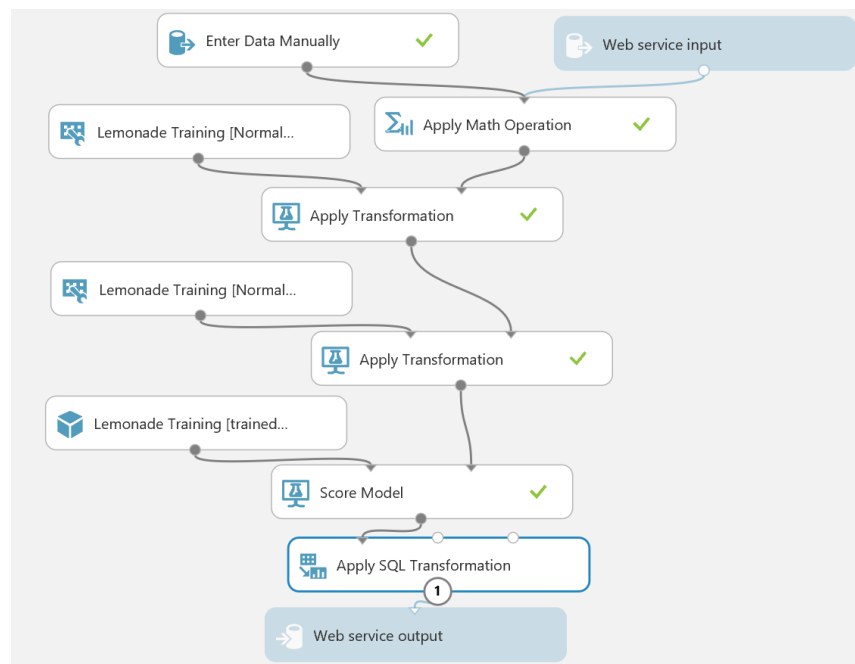 Enter Data Manually
Web service input
Apply Math Operation
Lemonade Training [Normal...
Apply Transformation
Lemonade Training [Normal...
Apply Transformation
Lemonade Training [trained...
Score Model
Apply SQL Transformation
1
Web service output